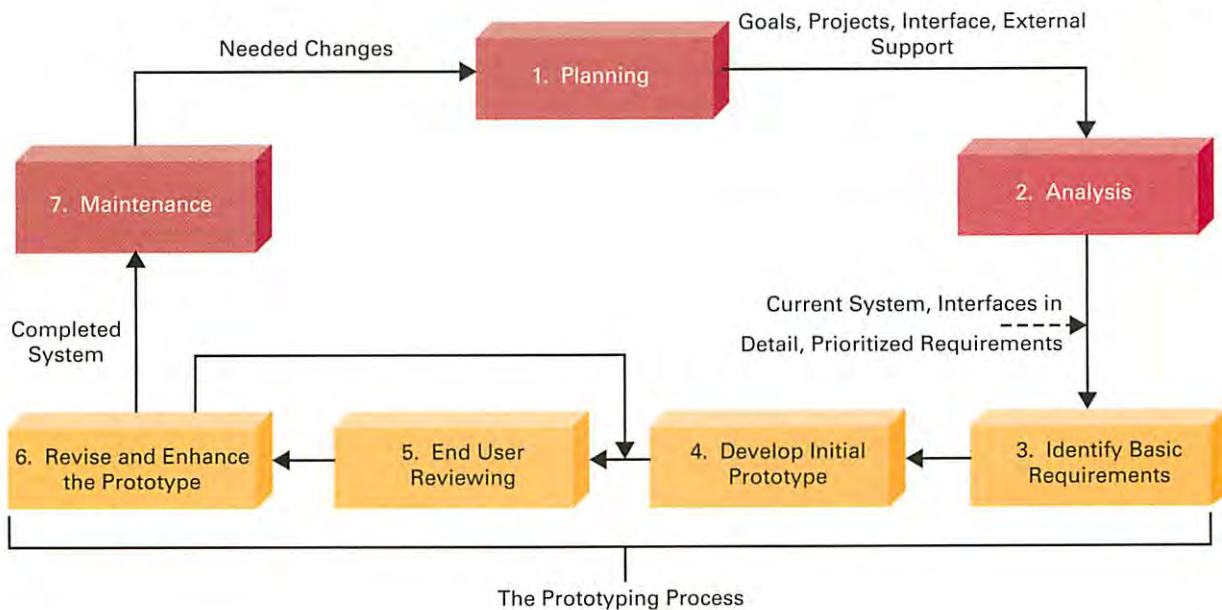 Needed Changes
1. Planning
Goals, Projects, Interface, External
Support
7. Maintenance
2. Analysis
Current System, Interfaces in
Detail, Prioritized Requirements
Completed
System
6. Revise and Enhance
the Prototype
5. End User
Reviewing
4. Develop Initial
Prototype
3. Identify Basic
Requirements
The Prototyping Process